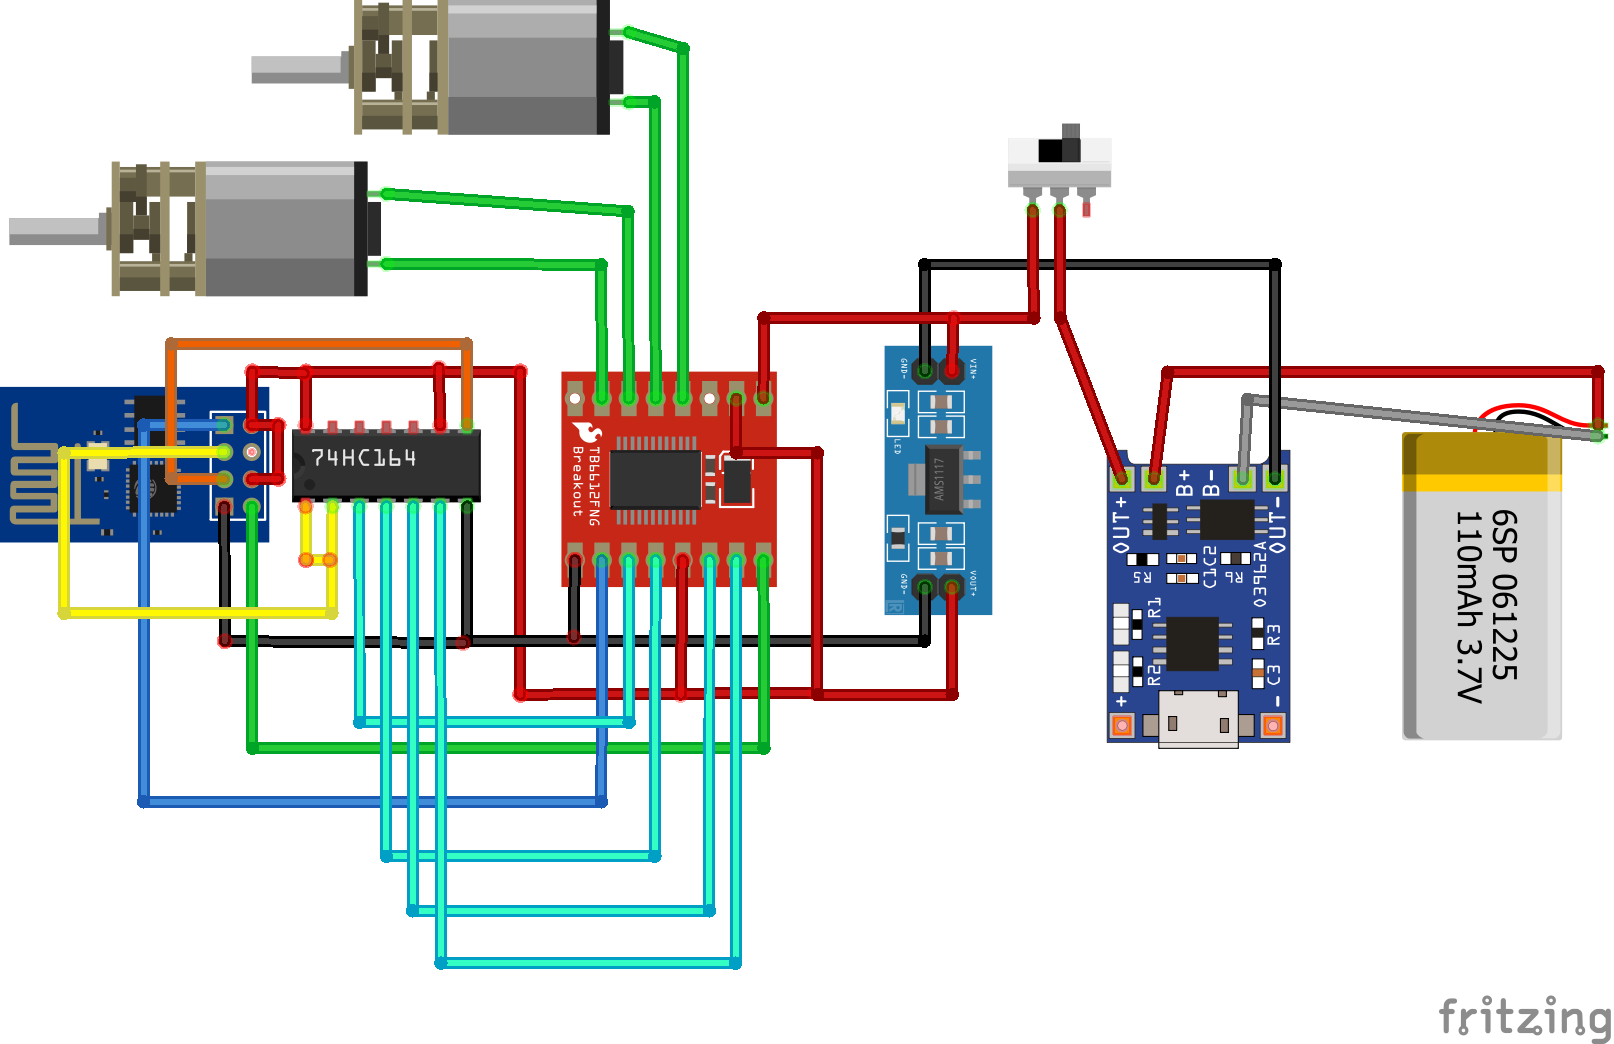 74HC164
TB6612FNG
Breakout
GND-
VIN+
LED
AMS1117
GND-
VOUT+
R
OUT+
B+
B-
OUT-
R5
C1
C2
R6
03962A
R1
R2
R3
C3
+
-
6SP 061225
110mAh 3.7V
fritzing